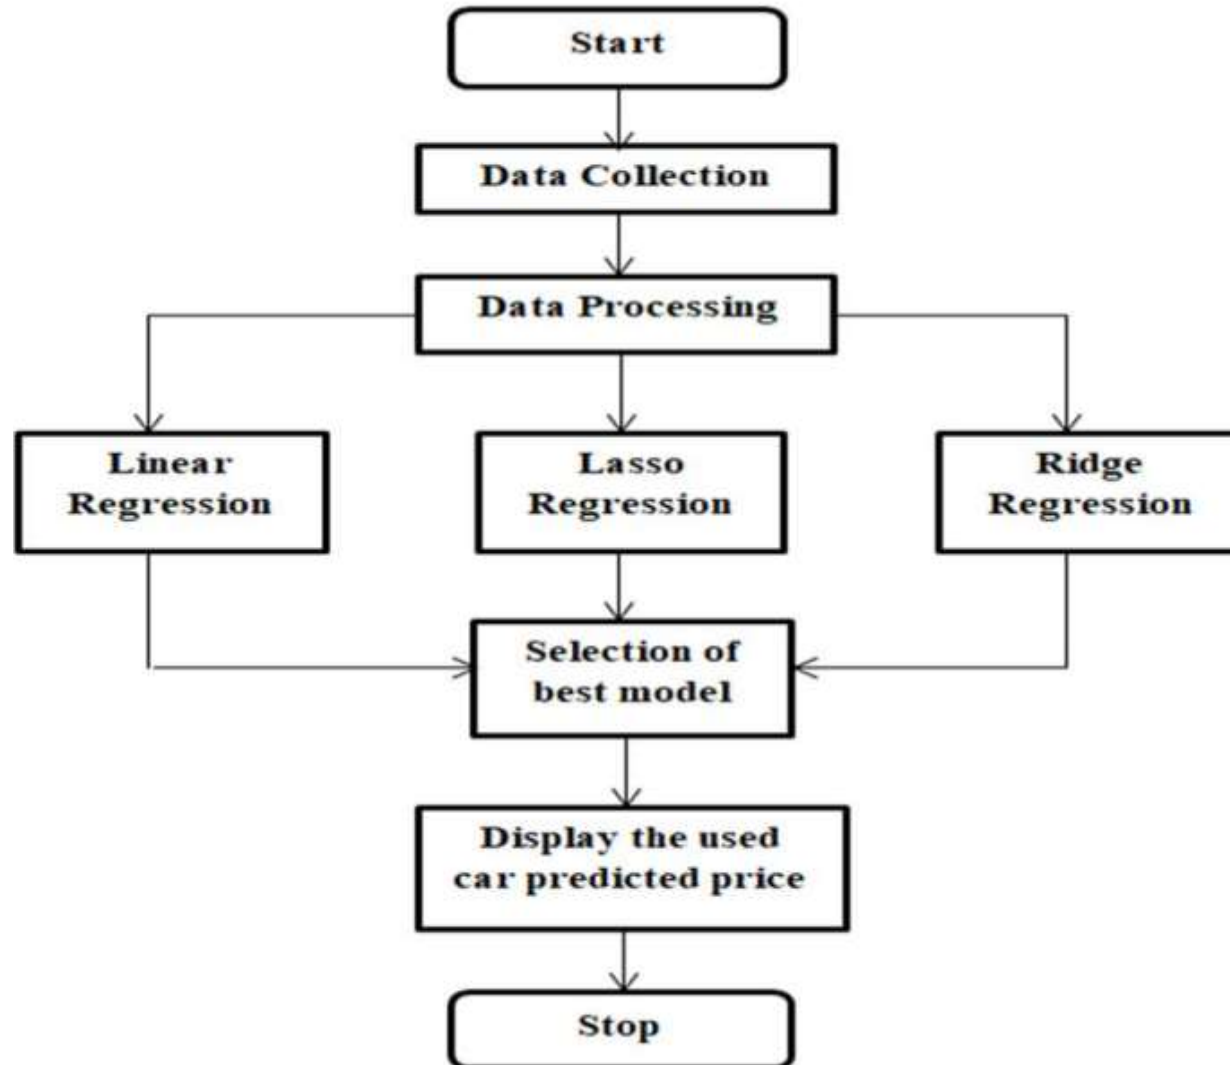 Start
Data Collection
Data Processing
Linear
Regression
Lasso
Regression
Ridge
Regression
Selection of
best model
Display the used
car predicted price
Stop